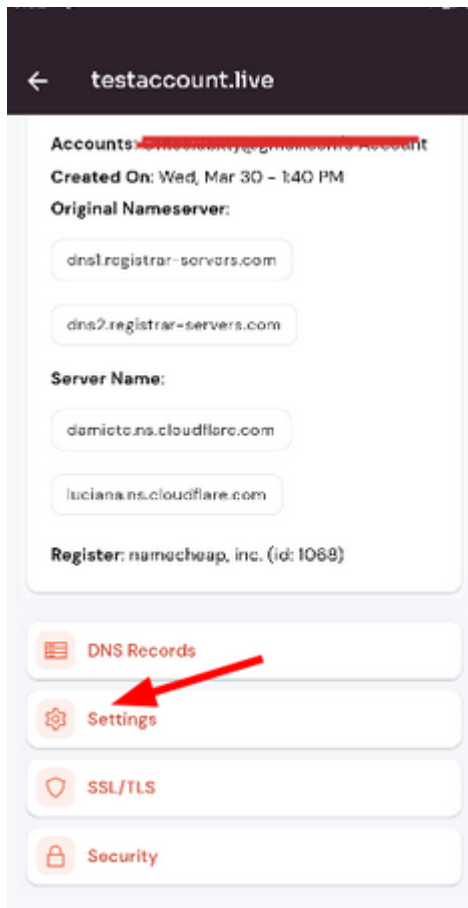 testaccount.live
Accounts: Account
Created On: Wed, Mar 30 - 1:40 PM
Original Nameserver:
dns1.registrar-servers.com
dns2.registrar-servers.com
Server Name:
damiete.ns.cloudflare.com
luciana.ns.cloudflare.com
Register: namecheap, inc. (id: 1068)
DNS Records
Settings
SSL/TLS
Security